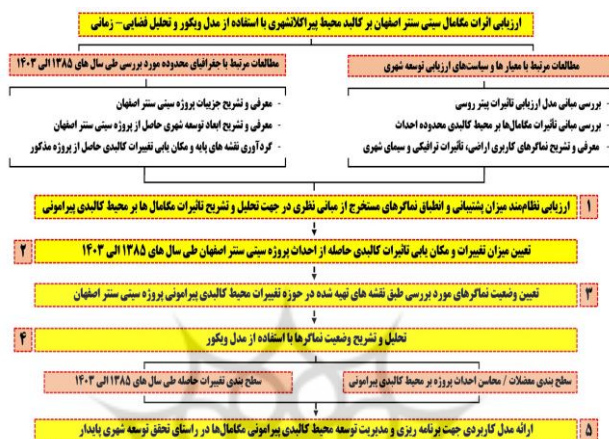 ارزیابی اثرات مگامال سیتی سنتر اصفهان بر کالبد محیط پیراکلانشهری با استفاده از مدل ویکور و تحلیل فضایی- زمانی
مطالعات مرتبط با معیار ها و سیاست‌های ارزیابی توسعه شهری
- بررسی مبانی مدل ارزیابی تاثیرات پیتر روسی
- بررسی مبانی تأثیرات مگامال‌ها بر محیط کالبدی محدوده احداث
- معرفی و تشریح نماگرهای کاربری اراضی، تأثیرات ترافیکی و سیمای شهری
مطالعات مرتبط با جغرافیای محدوده مورد بررسی طی سال های ۱۳۸۵ الی ۱۴۰۳
- معرفی و تشریح جزییات پروژه سیتی سنتر اصفهان
- معرفی و تشریح ابعاد توسعه شهری حاصل از پروژه سیتی سنتر اصفهان
- گردآوری نقشه های پایه و مکان یابی تغییرات کالبدی حاصل از پروژه مذکور
۱ ارزیابی نظام‌مند میزان پشتیبانی و انطباق نماگرهای مستخرج از مبانی نظری در جهت تحلیل و تشریح تاثیرات مگامال ها بر محیط کالبدی پیرامونی
۲ تعیین میزان تغییرات و مکان یابی تاثیرات کالبدی حاصله از احداث پروژه سیتی سنتر اصفهان طی سال های ۱۳۸۵ الی ۱۴۰۳
۳ تعیین وضعیت نماگرهای مورد بررسی طبق نقشه های تهیه شده در حوزه تغییرات محیط کالبدی پیرامونی پروژه سیتی سنتر اصفهان
۴ تحلیل و تشریح وضعیت نماگرها با استفاده از مدل ویکور
سطح بندی معضلات / محاسن احداث پروژه بر محیط کالبدی پیرامونی
سطح بندی تغییرات حاصله طی سال های ۱۳۸۵ الی ۱۴۰۳
۵ ارائه مدل کاربردی جهت برنامه ریزی و مدیریت توسعه محیط کالبدی پیرامونی مگامال‌ها در راستای تحقق توسعه شهری پایدار